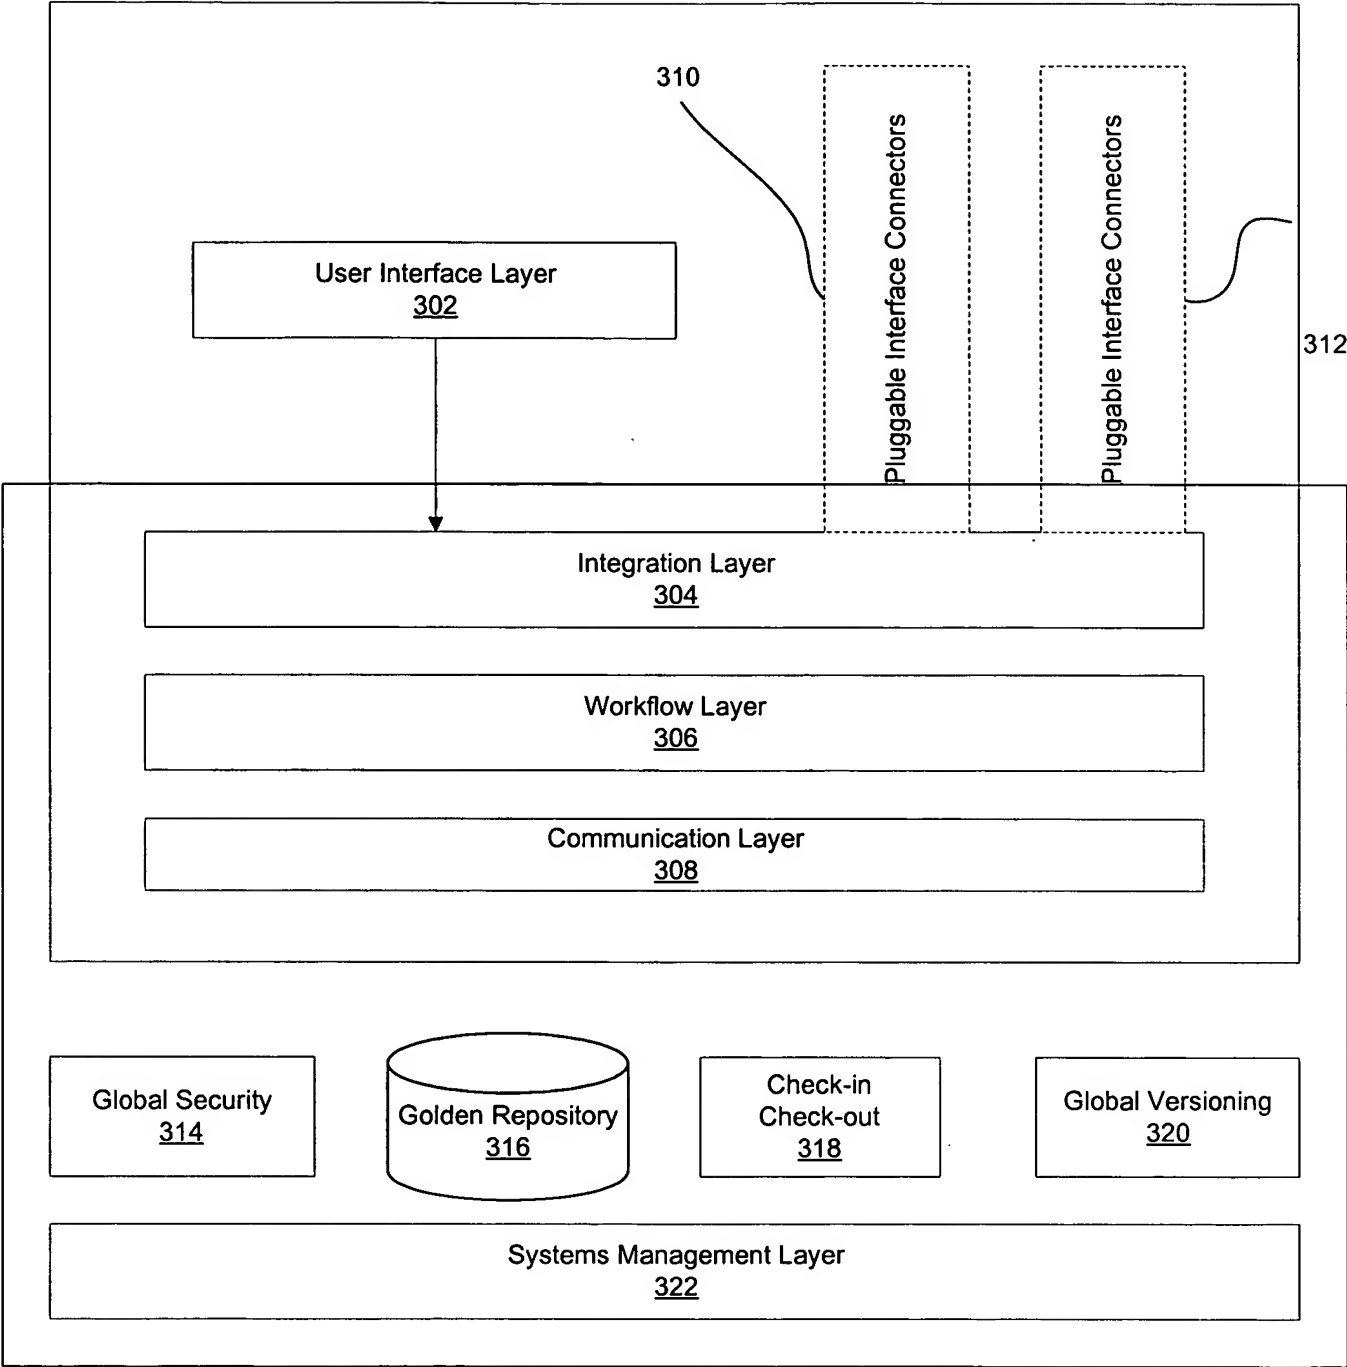 310
Pluggable Interface Connectors
Pluggable Interface Connectors
312
User Interface Layer
302
Integration Layer
304
Workflow Layer
306
Communication Layer
308
Global Security
314
Golden Repository
316
Check-in
Check-out
318
Global Versioning
320
Systems Management Layer
322